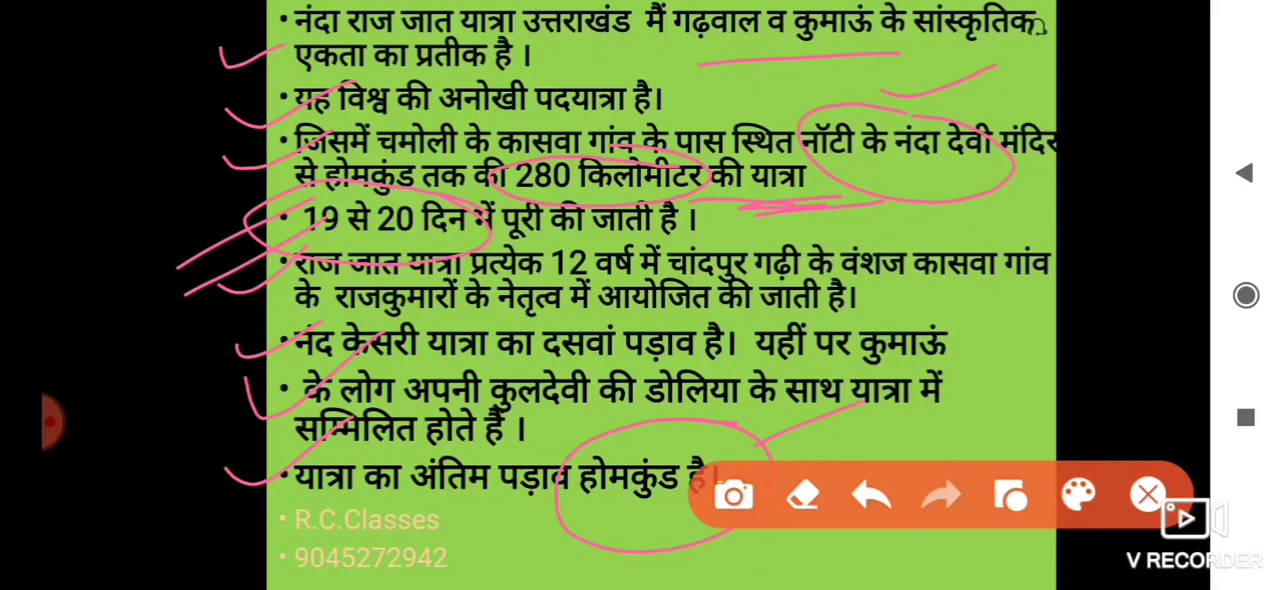 • नंदा राज जात यात्रा उत्तराखंड मैं गढ़वाल व कुमाऊं के सांस्कृतिक
एकता का प्रतीक है ।
• यह विश्व की अनोखी पदयात्रा है।
• जिसमें चमोली के कासवा गांव के पास स्थित नॉटी के नंदा देवी मंदिर
से होमकुंड तक की 280 किलोमीटर की यात्रा
• 19 से 20 दिन में पूरी की जाती है ।
• राज जात यात्रा प्रत्येक 12 वर्ष में चांदपुर गढ़ी के वंशज कासवा गांव
के राजकुमारों के नेतृत्व में आयोजित की जाती है।
• नंद केसरी यात्रा का दसवां पड़ाव है। यहीं पर कुमाऊं
• के लोग अपनी कुलदेवी की डोलिया के साथ यात्रा में
सम्मिलित होते है ।
• यात्रा का अंतिम पड़ाव होमकुंड है।
• R.C.Classes
• 9045272942
V RECORDER